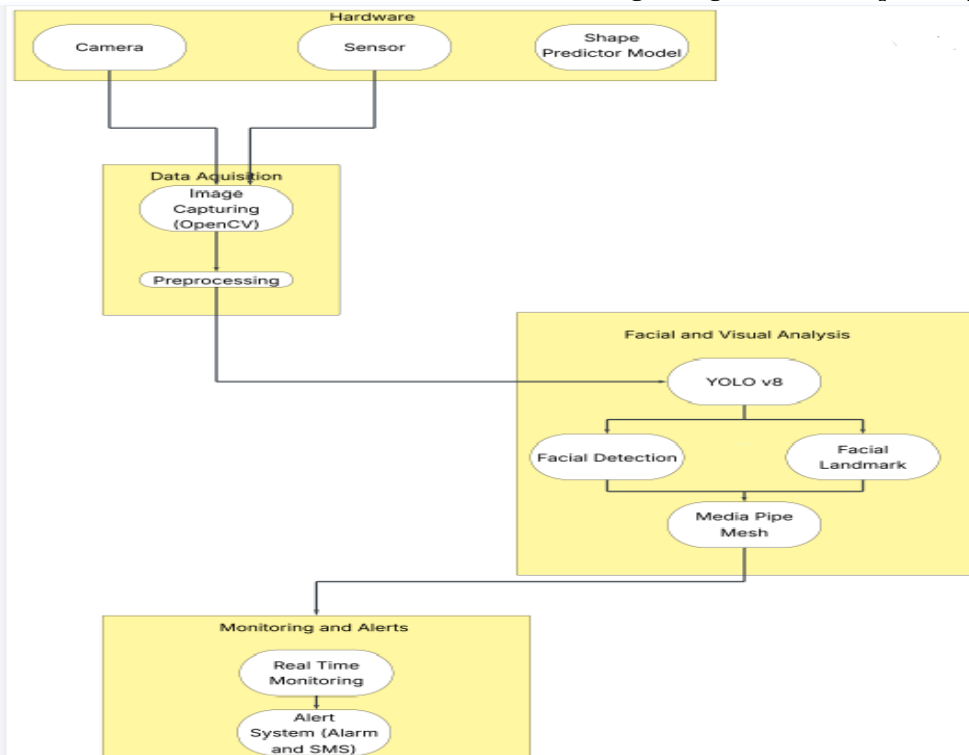 Hardware
Camera
Sensor
Shape
Predictor Model
Data Aquisition
Image
Capturing
(OpenCV)
Preprocessing
Facial and Visual Analysis
YOLO v8
Facial Detection
Facial
Landmark
Media Pipe
Mesh
Monitoring and Alerts
Real Time
Monitoring
Alert
System (Alarm
and SMS)